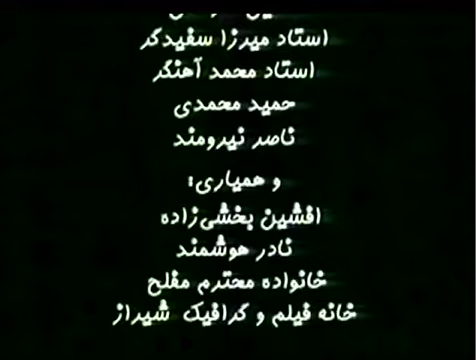 استاد میرزا سفیدگر
استاد محمد آهنگر
حمید محمدی
ناصر نیرومند
و همیاری:
افشین بخشی‌زاده
نادر هوشمند
خانواده محترم مفلح
خانه فیلم و گرافیک شیراز